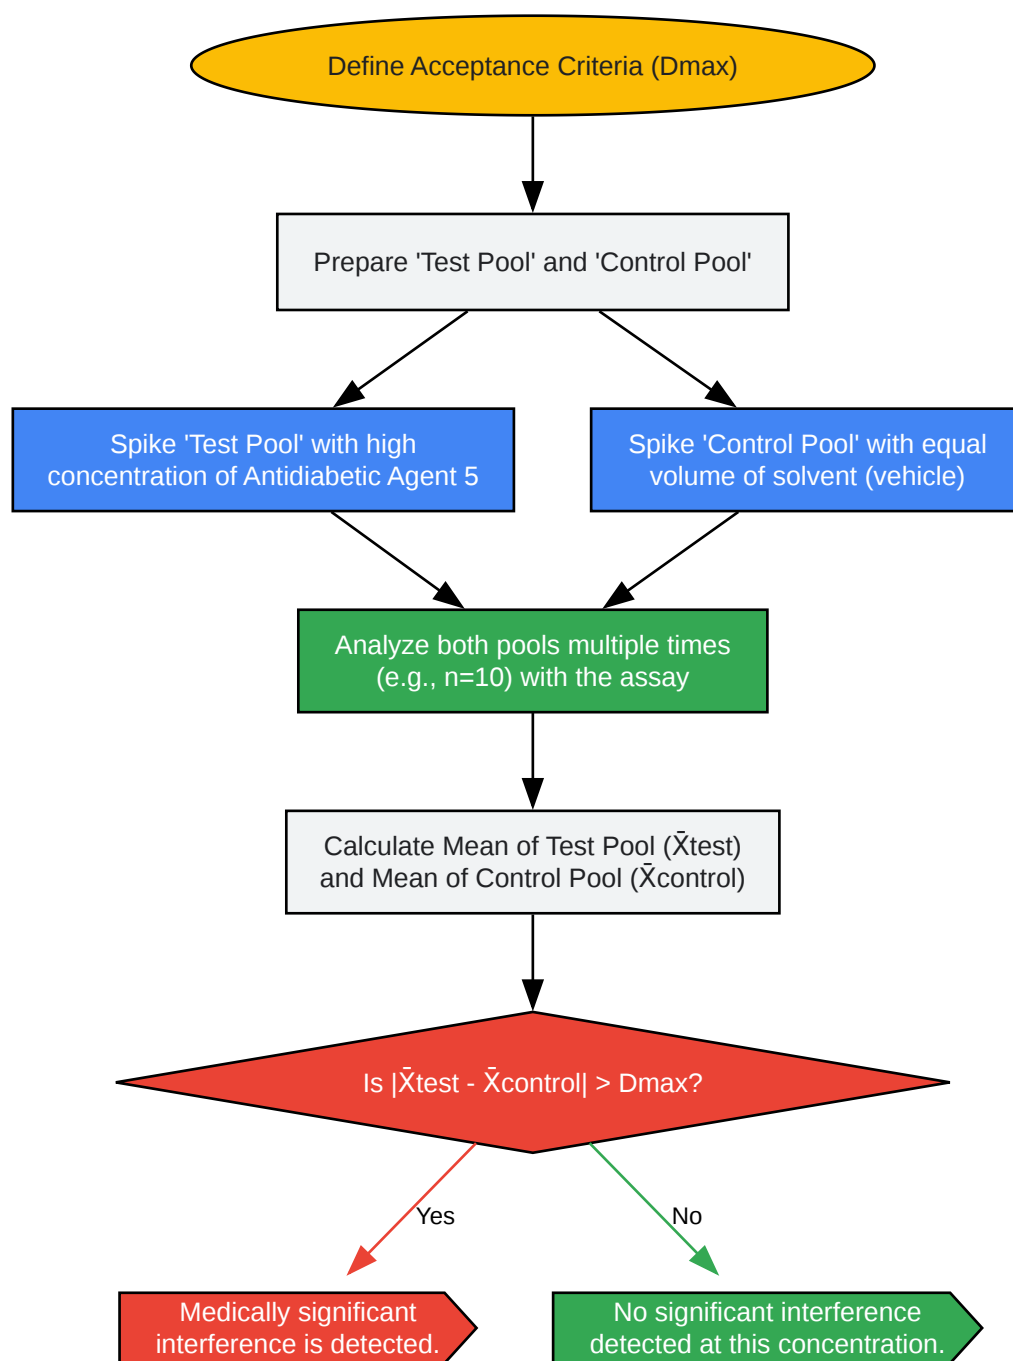 Define Acceptance Criteria (Dmax)
Prepare 'Test Pool' and 'Control Pool'
Spike 'Test Pool' with high
concentration of Antidiabetic Agent 5
Spike 'Control Pool' with equal
volume of solvent (vehicle)
Analyze both pools multiple times
(e.g., n=10) with the assay
Calculate Mean of Test Pool (X̄test)
and Mean of Control Pool (X̄control)
Is |X̄test - X̄control| > Dmax?
Yes
No
Medically significant
interference is detected.
No significant interference
detected at this concentration.